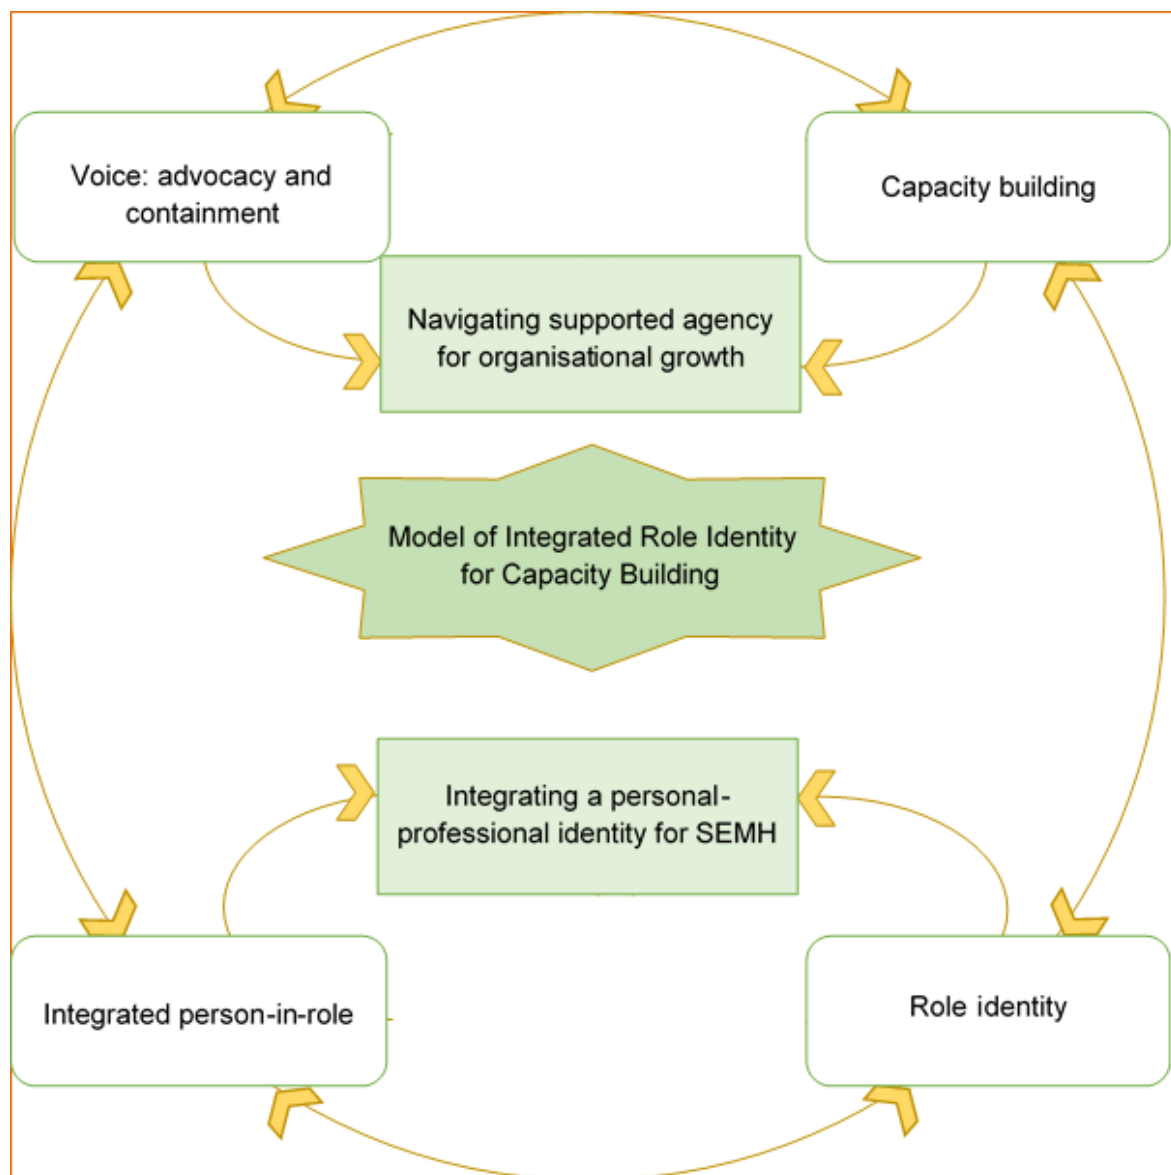 Voice: advocacy and
containment
Capacity building
Navigating supported agency
for organisational growth
Model of Integrated Role Identity
for Capacity Building
Integrating a personal-
professional identity for SEMH
Integrated person-in-role
Role identity